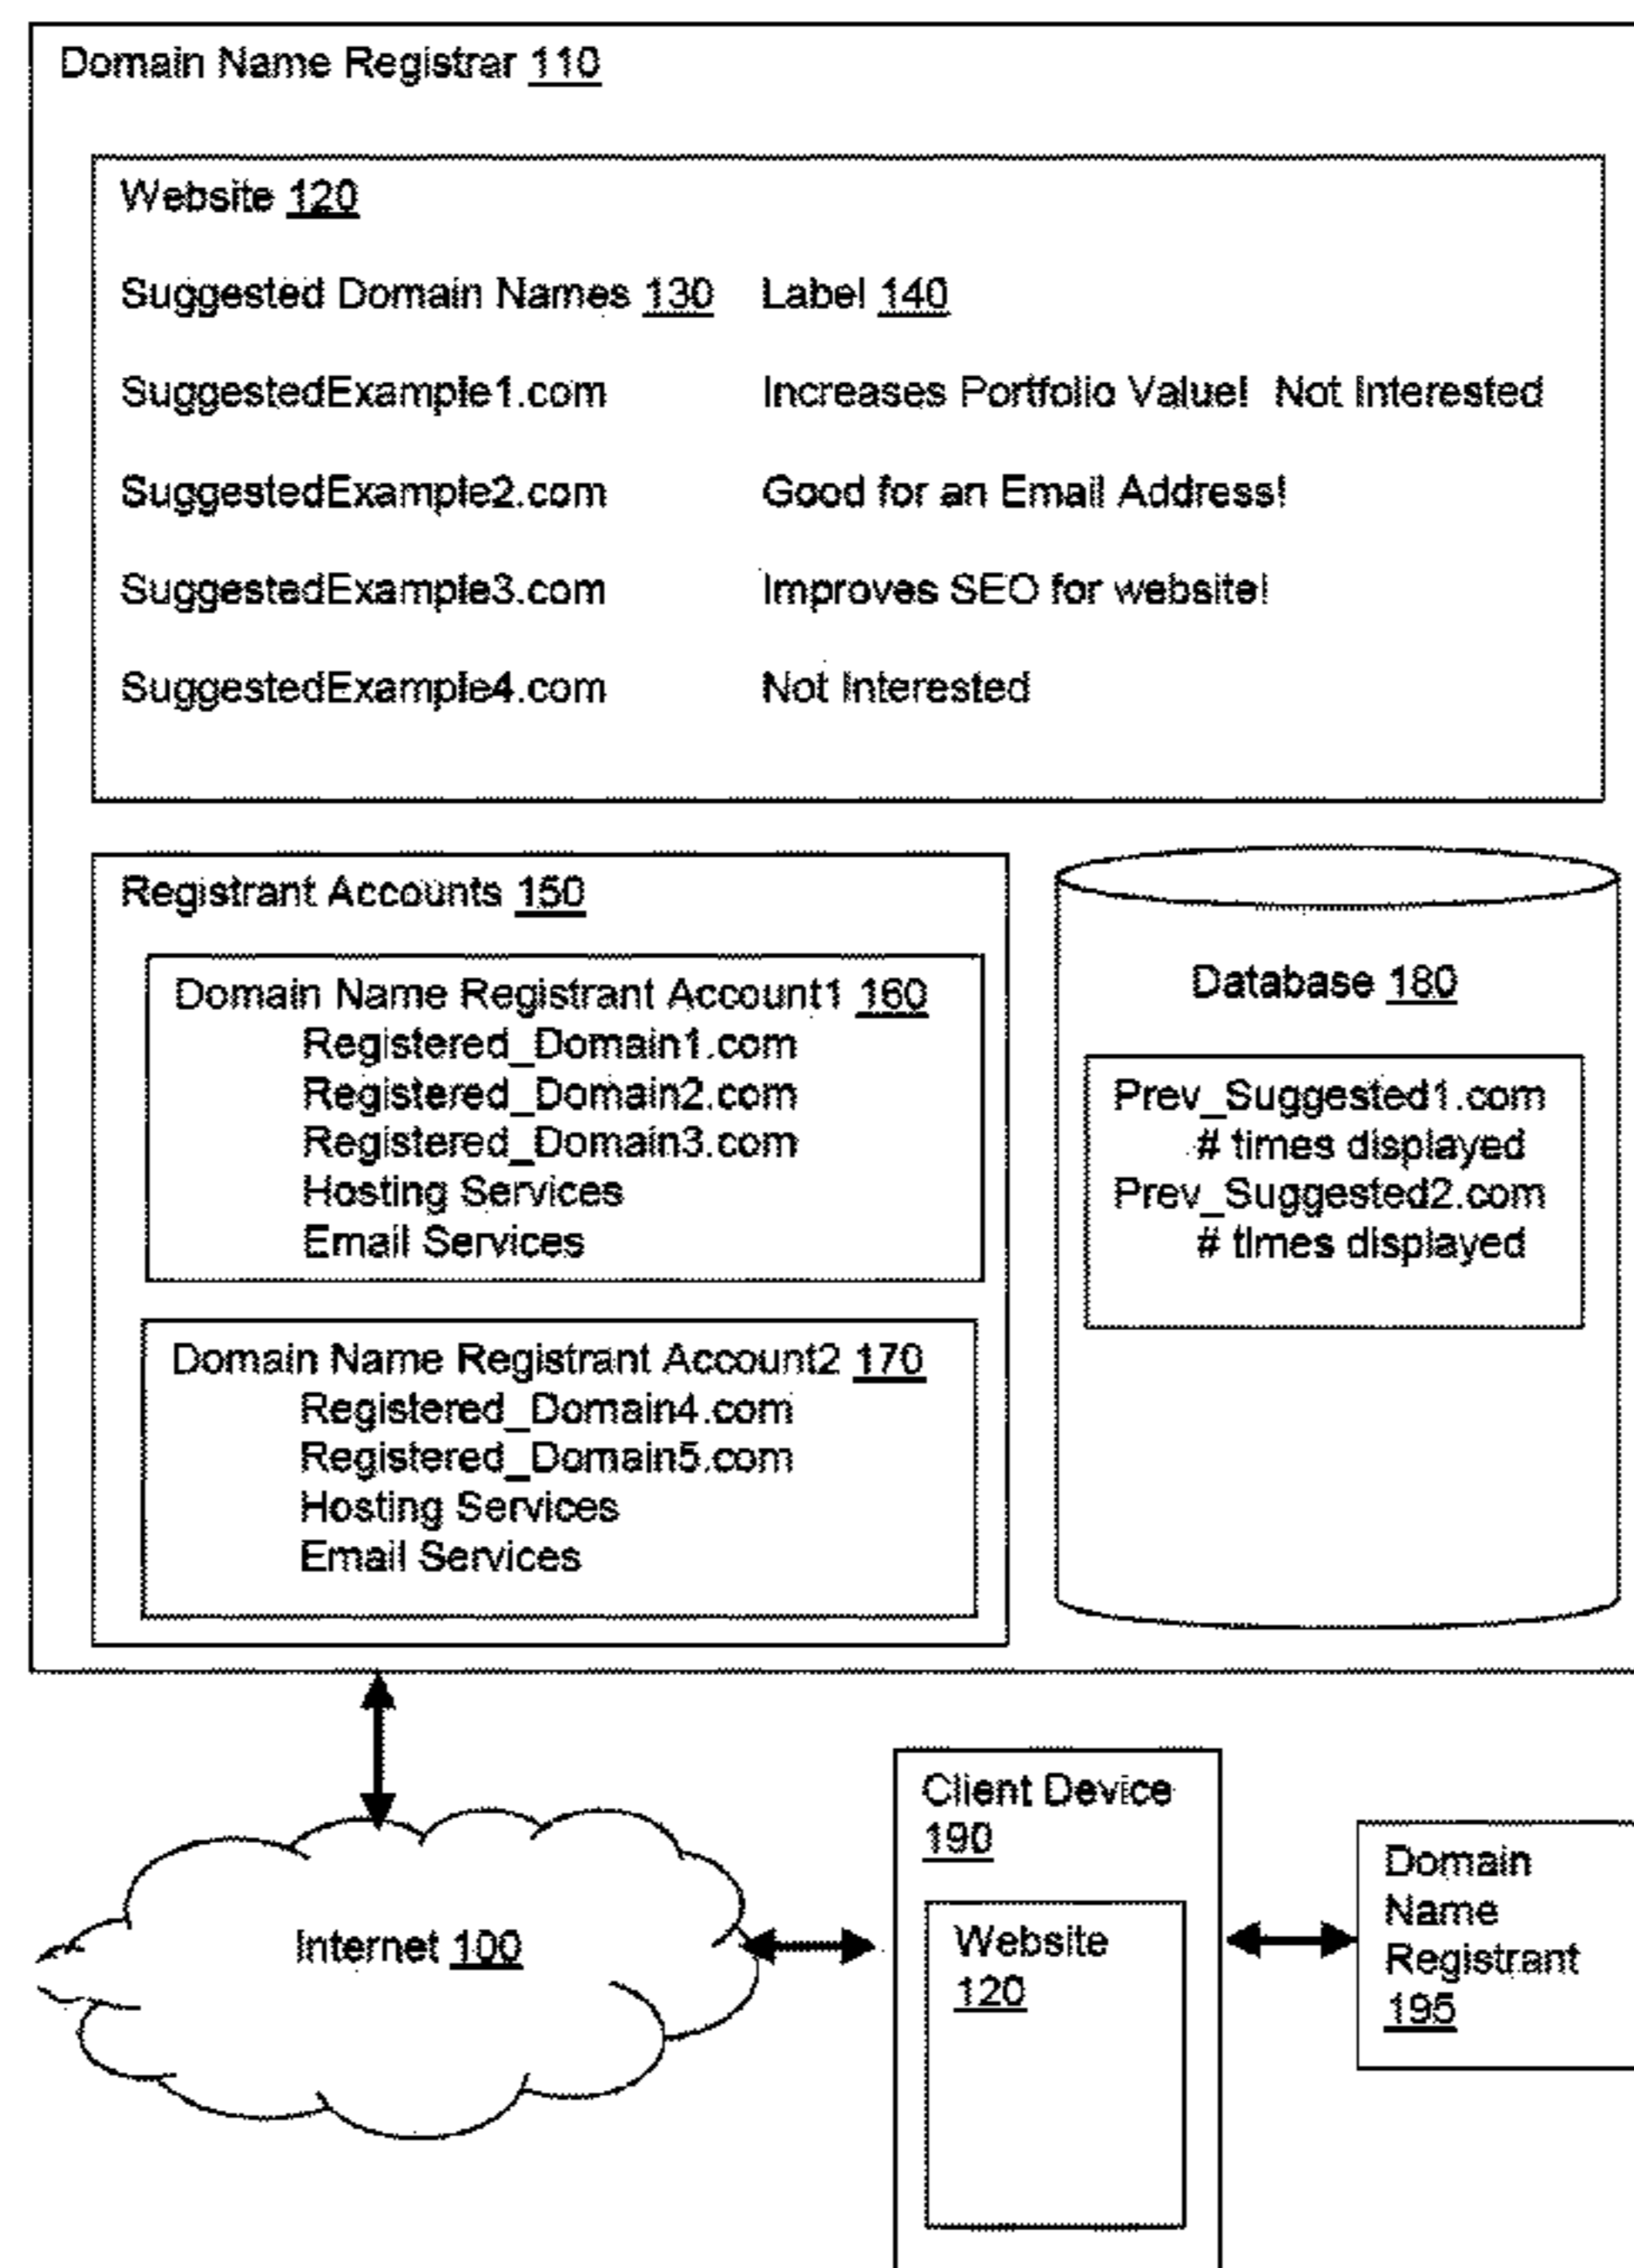 Domain Name Registrar 110
Website 120
Suggested Domain Names 130 Label 140
SuggestedExample1.com Increases Portfolio Value! Not Interested
SuggestedExample2.com Good for an Email Address!
SuggestedExample3.com Improves SEO for website!
SuggestedExample4.com Not Interested
Registrant Accounts 150
Domain Name Registrant Account1 160
Registered_Domain1.com
Registered_Domain2.com
Registered_Domain3.com
Hosting Services
Email Services
Domain Name Registrant Account2 170
Registered_Domain4.com
Registered_Domain5.com
Hosting Services
Email Services
Database 180
Prev_Suggested1.com
# times displayed
Prev_Suggested2.com
# times displayed
Internet 100
Client Device
190
Website
120
Domain
Name
Registrant
195